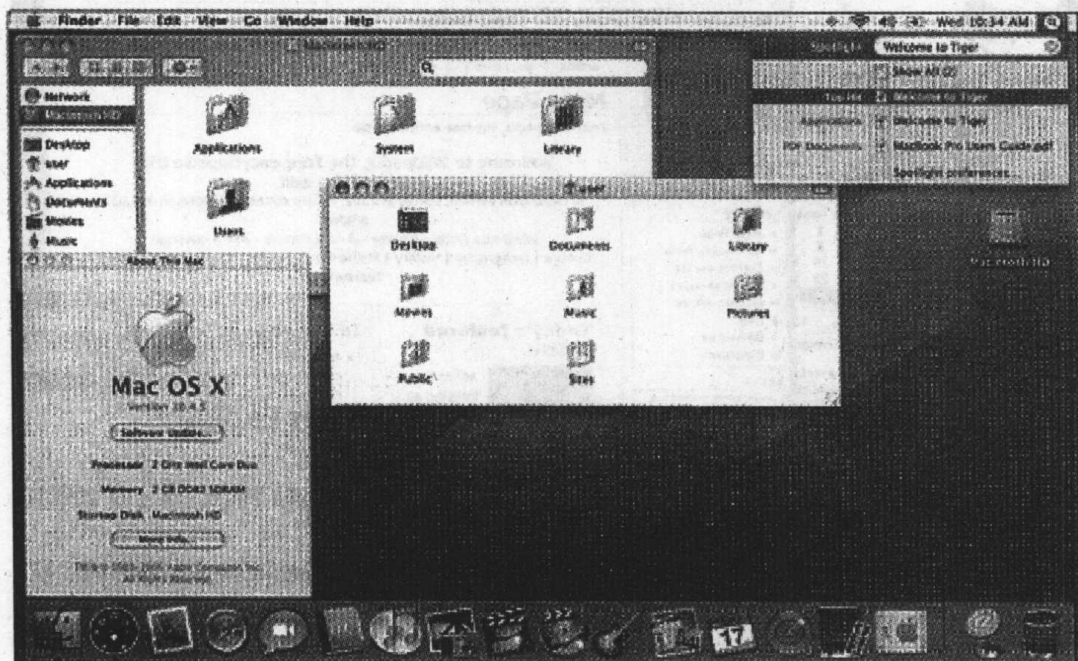 Finder File Edit View Go Window Help Wed 10:34 AM
Macintosh HD
Spotlight Welcome to Tiger
Show All (2)
Top Hit Welcome to Tiger
Applications Welcome to Tiger
PDF Documents MacBook Pro Users Guide.pdf
Spotlight preferences...
Network
Macintosh HD
Desktop
user
Applications
Documents
Movies
Music
Applications System Library
Users
user
Desktop Documents Library
Movies Music Pictures
Public Sites
Macintosh HD
About This Mac
Mac OS X
Version 10.4.5
Software Update...
Processor 2 GHz Intel Core Duo
Memory 2 GB DDR2 SDRAM
Startup Disk Macintosh HD
More Info...
Apple Computer, Inc.
All Rights Reserved.
17